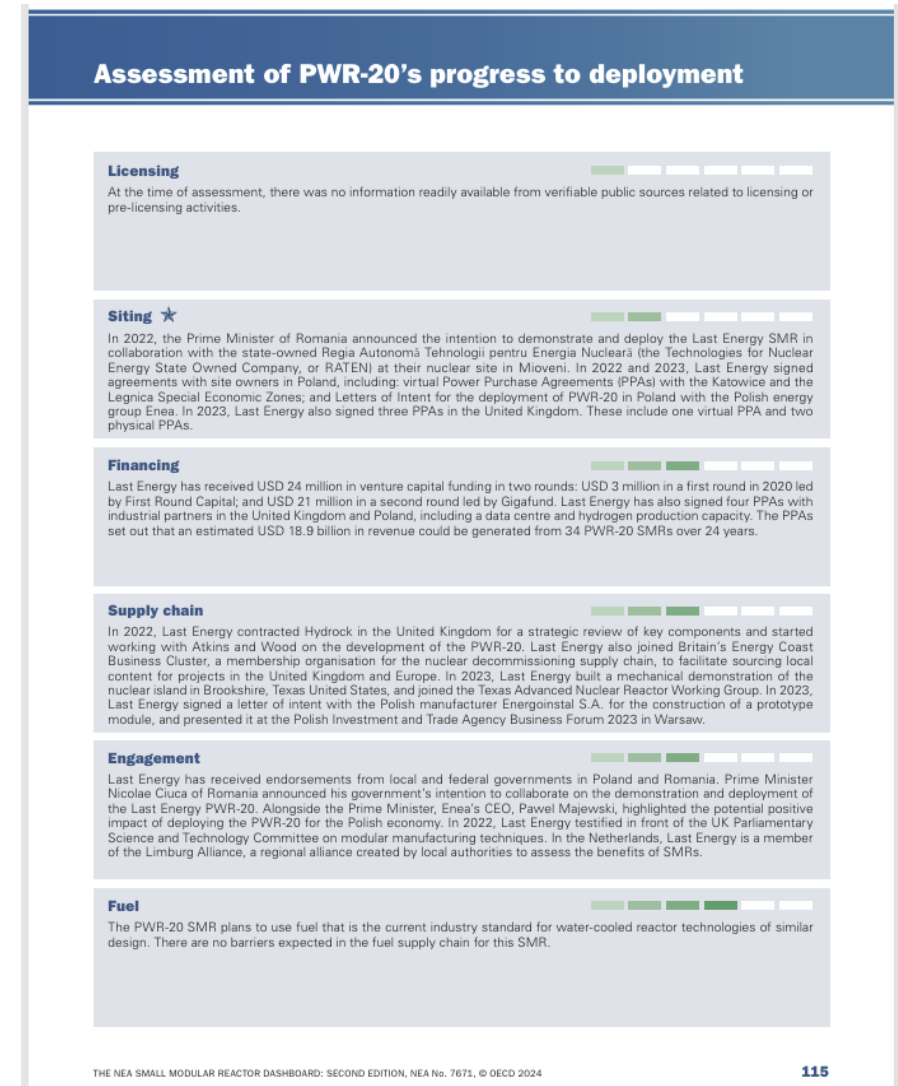 Assessment of PWR-20's progress to deployment
Licensing
At the time of assessment, there was no information readily available from verifiable public sources related to licensing or
pre-licensing activities.
Siting
In 2022, the Prime Minister of Romania announced the intention to demonstrate and deploy the Last Energy SMR in
collaboration with the state-owned Regia Autonomă Tehnologii pentru Energia Nucleară (the Technologies for Nuclear
Energy State Owned Company, or RATEN) at their nuclear site in Mioveni. In 2022 and 2023, Last Energy signed
agreements with site owners in Poland, including: virtual Power Purchase Agreements (PPAs) with the Katowice and the
Legnica Special Economic Zones; and Letters of Intent for the deployment of PWR-20 in Poland with the Polish energy
group Enea. In 2023, Last Energy also signed three PPAs in the United Kingdom. These include one virtual PPA and two
physical PPAs.
Financing
Last Energy has received USD 24 million in venture capital funding in two rounds: USD 3 million in a first round in 2020 led
by First Round Capital; and USD 21 million in a second round led by Gigafund. Last Energy has also signed four PPAs with
industrial partners in the United Kingdom and Poland, including a data centre and hydrogen production capacity. The PPAs
set out that an estimated USD 18.9 billion in revenue could be generated from 34 PWR-20 SMRs over 24 years.
Supply chain
In 2022, Last Energy contracted Hydrock in the United Kingdom for a strategic review of key components and started
working with Atkins and Wood on the development of the PWR-20. Last Energy also joined Britain's Energy Coast
Business Cluster, a membership organisation for the nuclear decommissioning supply chain, to facilitate sourcing local
content for projects in the United Kingdom and Europe. In 2023, Last Energy built a mechanical demonstration of the
nuclear island in Brookshire, Texas United States, and joined the Texas Advanced Nuclear Reactor Working Group. In 2023,
Last Energy signed a letter of intent with the Polish manufacturer Energoinstal S.A. for the construction of a prototype
module, and presented it at the Polish Investment and Trade Agency Business Forum 2023 in Warsaw.
Engagement
Last Energy has received endorsements from local and federal governments in Poland and Romania. Prime Minister
Nicolae Ciuca of Romania announced his government's intention to collaborate on the demonstration and deployment of
the Last Energy PWR-20. Alongside the Prime Minister, Enea's CEO, Pawel Majewski, highlighted the potential positive
impact of deploying the PWR-20 for the Polish economy. In 2022, Last Energy testified in front of the UK Parliamentary
Science and Technology Committee on modular manufacturing techniques. In the Netherlands, Last Energy is a member
of the Limburg Alliance, a regional alliance created by local authorities to assess the benefits of SMRs.
Fuel
The PWR-20 SMR plans to use fuel that is the current industry standard for water-cooled reactor technologies of similar
design. There are no barriers expected in the fuel supply chain for this SMR.
THE NEA SMALL MODULAR REACTOR DASHBOARD: SECOND EDITION, NEA No. 7671, © OECD 2024
115